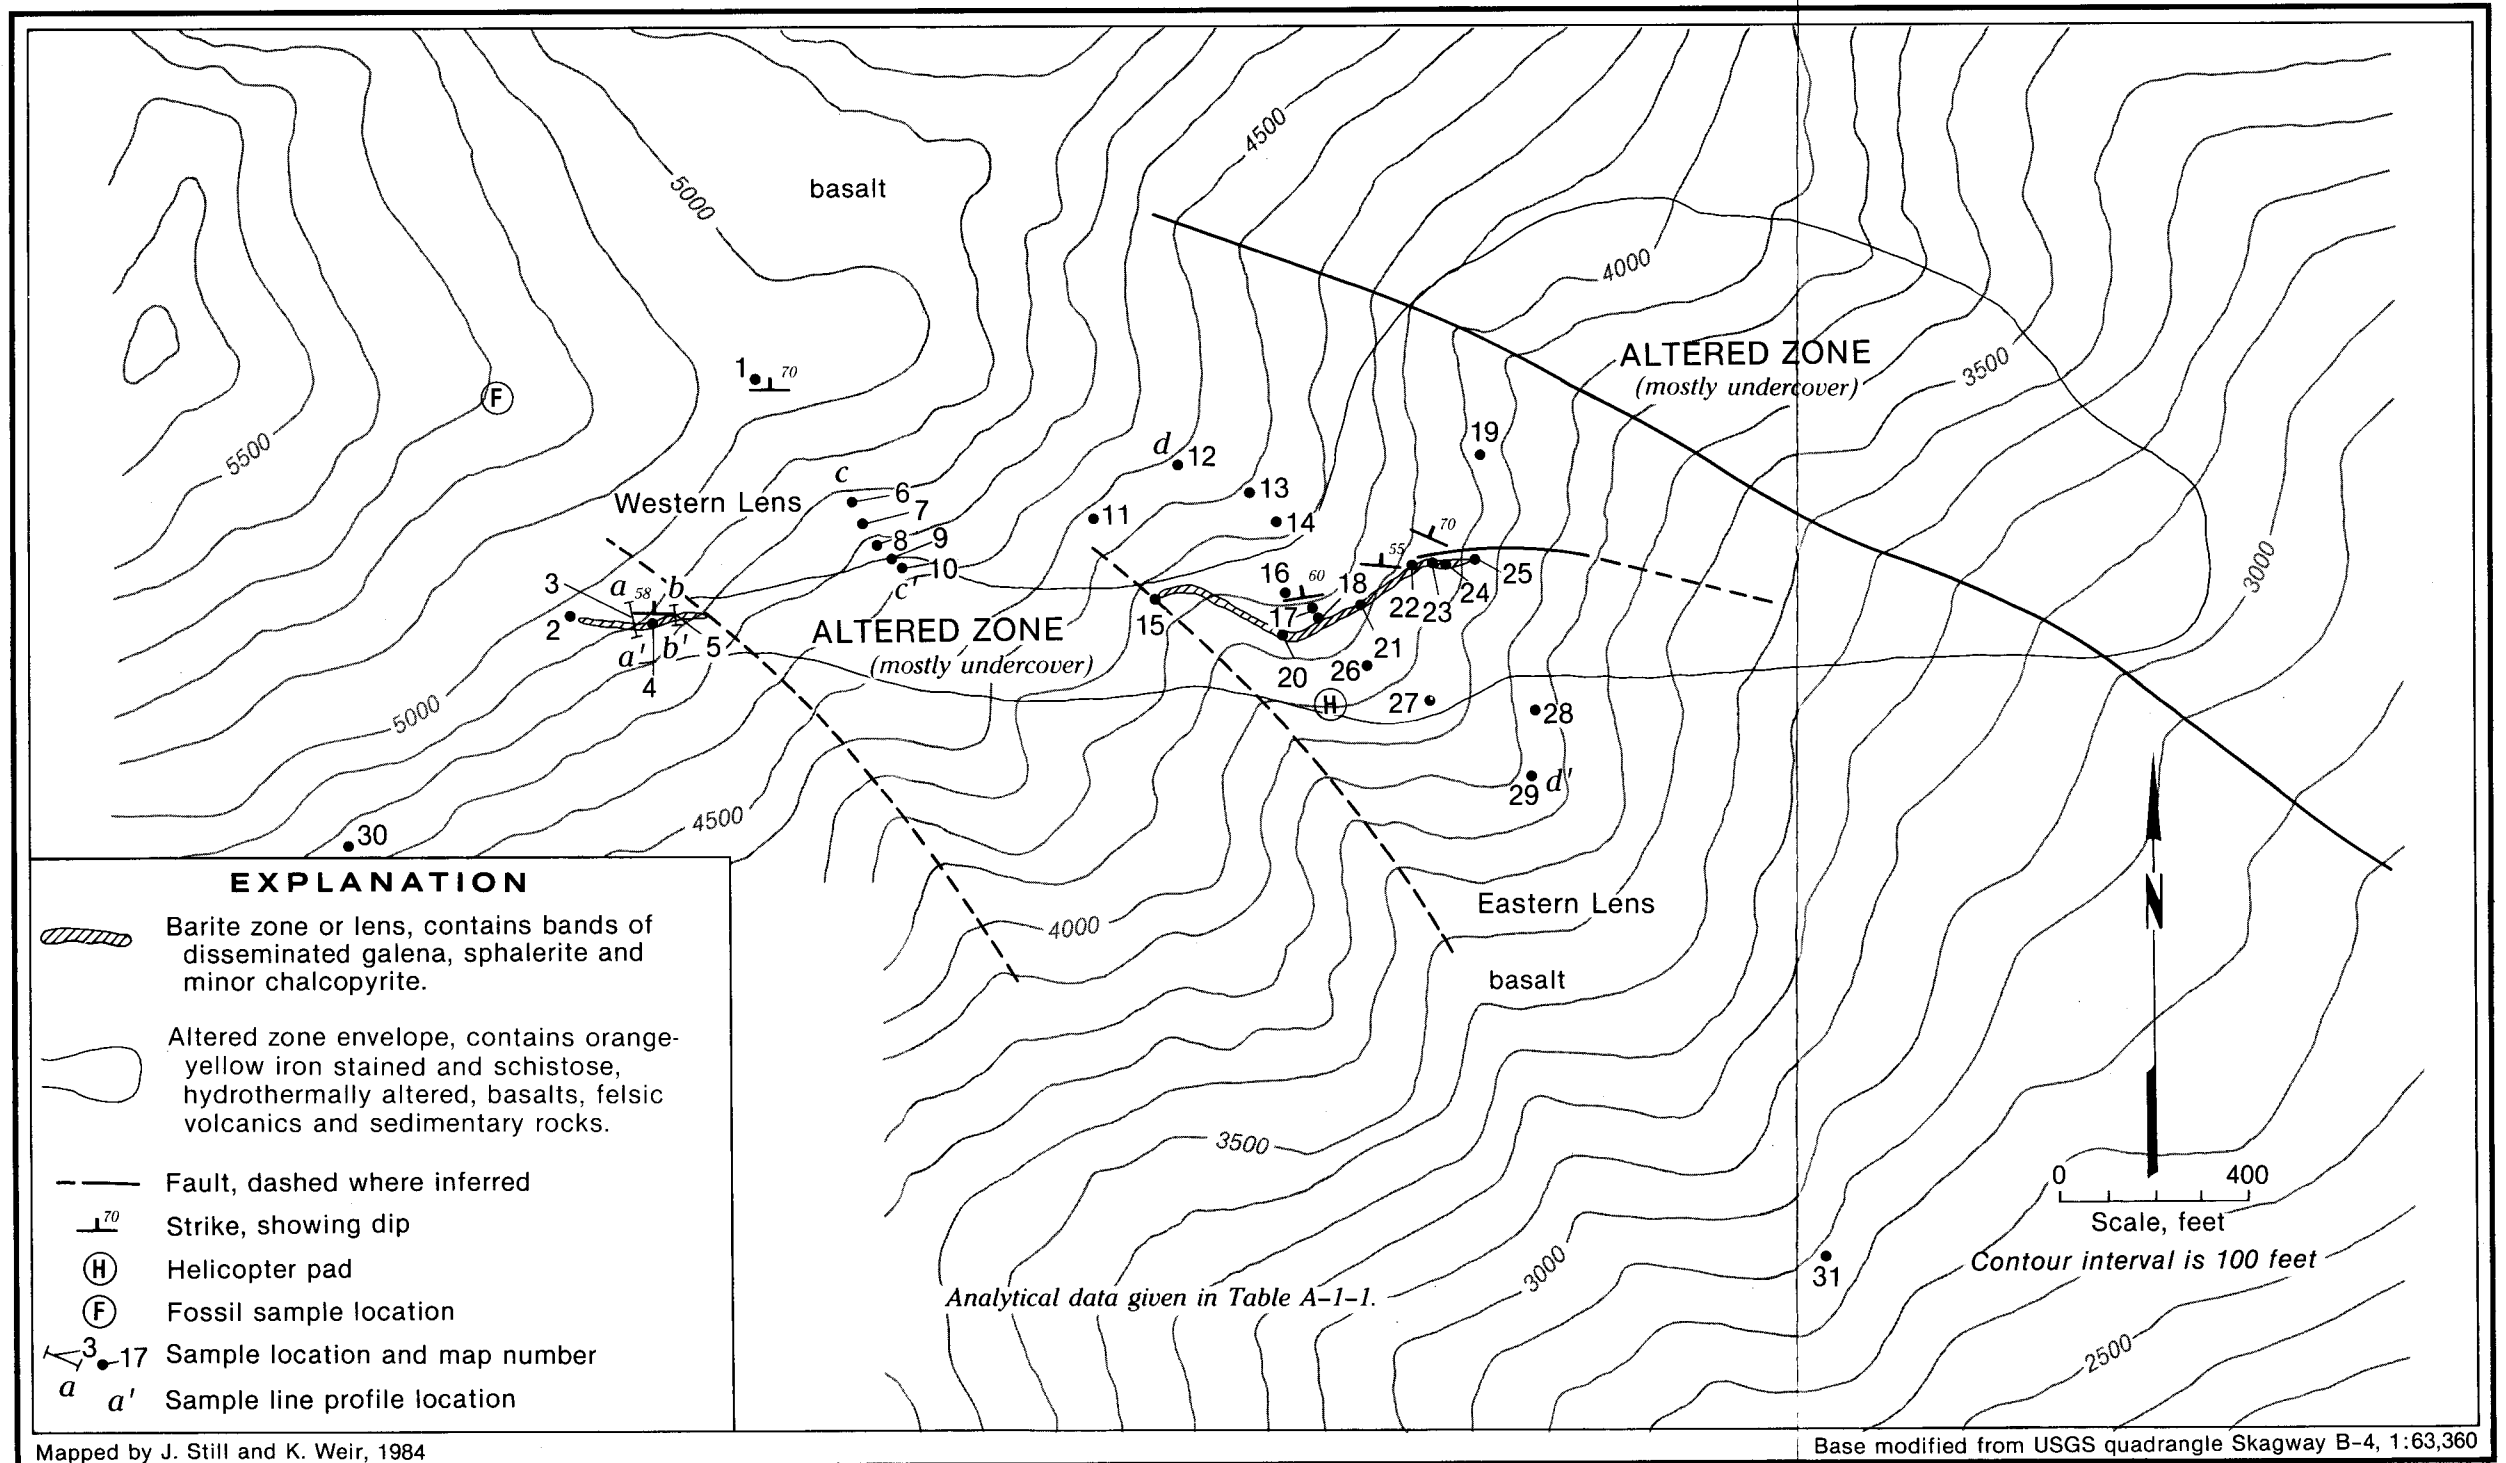 4500
5000
basalt
4000
ALTERED ZONE
(mostly undercover)
3500
1
70
F
5500
19
d
12
c
6
13
Western Lens
7
11
14
70
8
9
55
3000
10
3
a
58
b
c'
16
60
18
25
24
22
23
2
17
15
ALTERED ZONE
(mostly undercover)
a'
b'
5
21
20
26
4
H
27
28
5000
29
d'
4500
30
Eastern Lens
4000
basalt
N
3500
0
400
Scale, feet
Contour interval is 100 feet
3000
31
Analytical data given in Table A-1-1.
2500
EXPLANATION
Barite zone or lens, contains bands of
disseminated galena, sphalerite and
minor chalcopyrite.
Altered zone envelope, contains orange-
yellow iron stained and schistose,
hydrothermally altered, basalts, felsic
volcanics and sedimentary rocks.
Fault, dashed where inferred
70
Strike, showing dip
H
Helicopter pad
F
Fossil sample location
3
17
Sample location and map number
a
a'
Sample line profile location
Mapped by J. Still and K. Weir, 1984
Base modified from USGS quadrangle Skagway B-4, 1:63,360